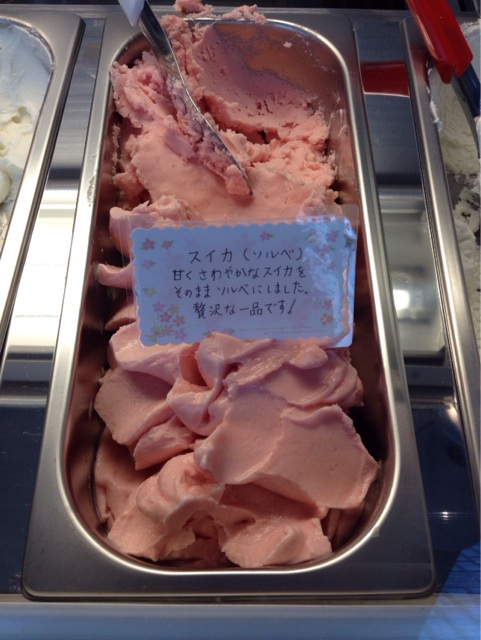 スイカ(ソルベ)
甘くさわやかなスイカを
そのままソルベにしました。
贅沢な一品です!